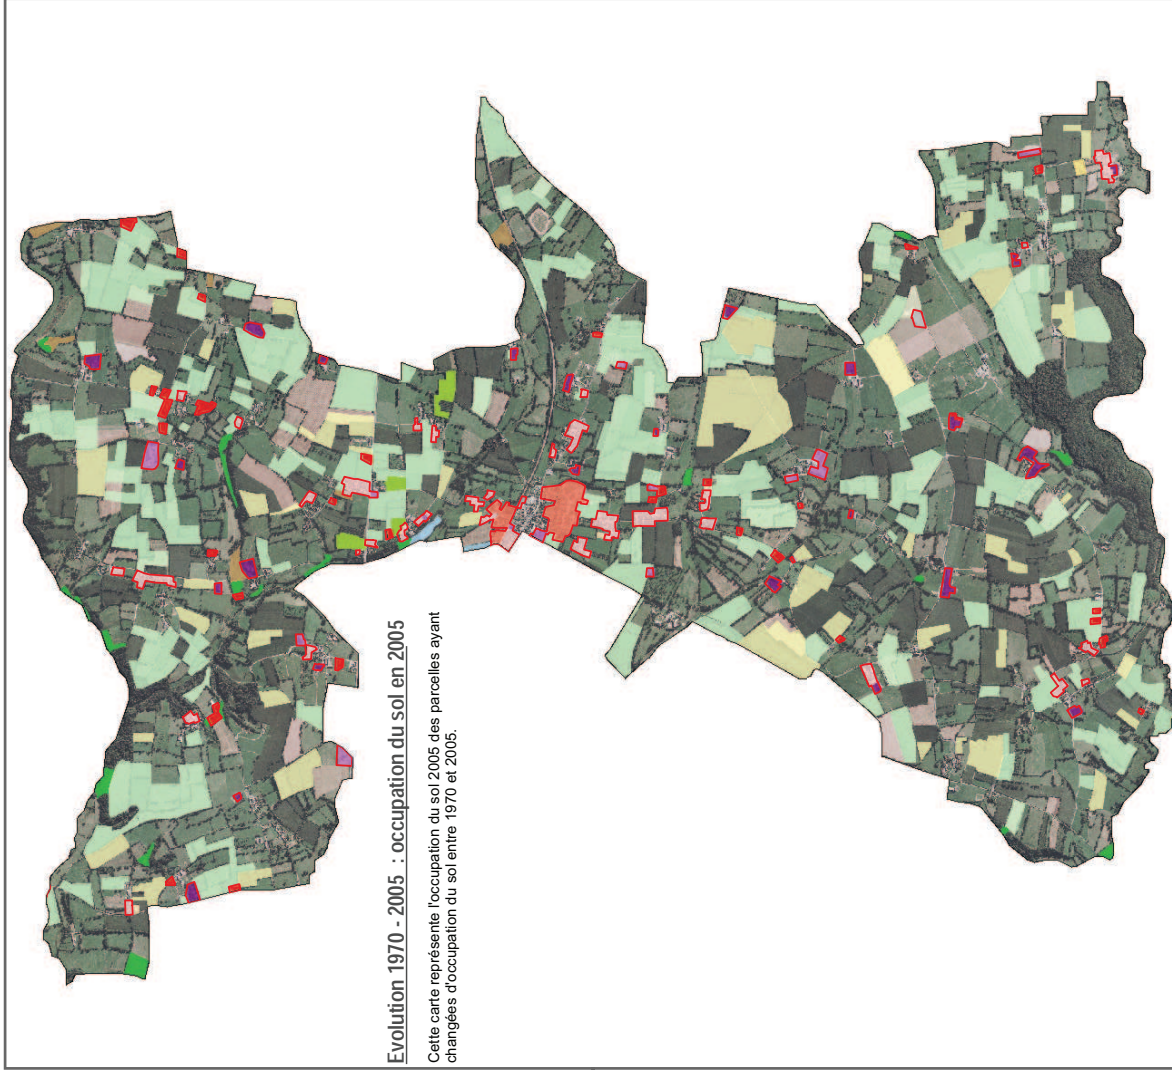 Evolution 1970 - 2005 : occupation du sol en 2005
Cette carte représente l'occupation du sol 2005 des parcelles ayant
changées d'occupation du sol entre 1970 et 2005.